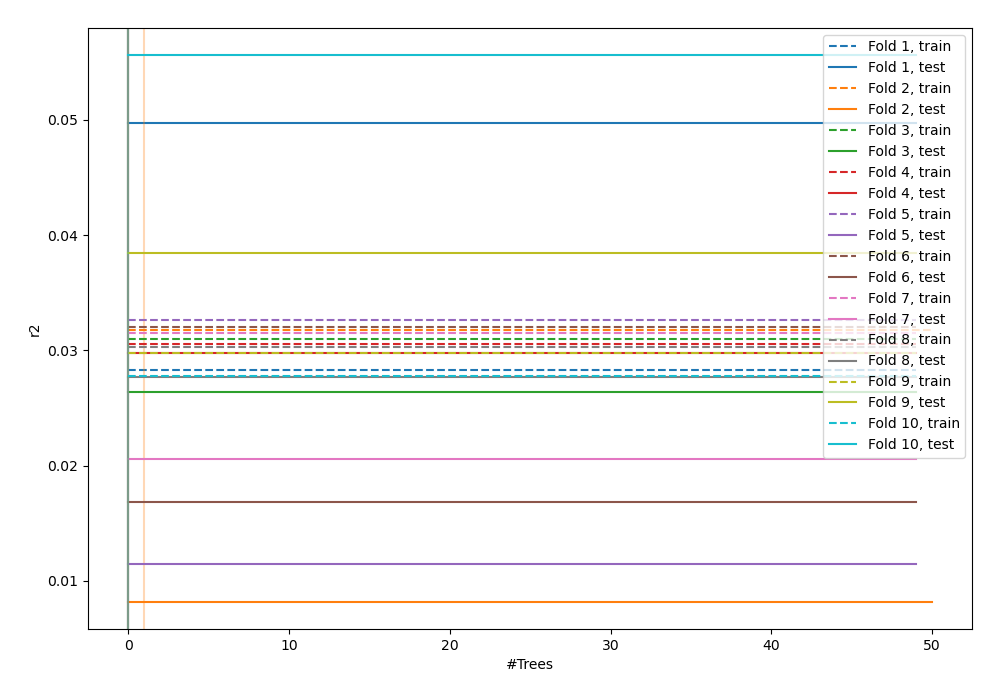 Fold 1, train
Fold 1, test
Fold 2, train
Fold 2, test
Fold 3, train
Fold 3, test
Fold 4, train
Fold 4, test
Fold 5, train
Fold 5, test
Fold 6, train
Fold 6, test
Fold 7, train
Fold 7, test
Fold 8, train
Fold 8, test
Fold 9, train
Fold 9, test
Fold 10, train
Fold 10, test
r2
0.05
0.04
0.03
0.02
0.01
0 10 20 30 40 50
#Trees